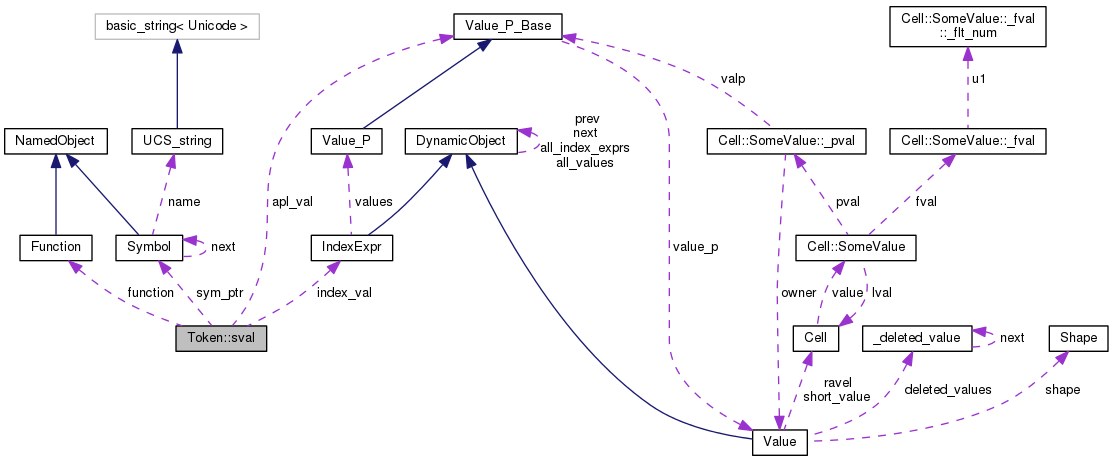 basic_string< Unicode >
Value_P_Base
Cell::SomeValue::_fval
::_flt_num
valp
u1
prev
next
all_index_exprs
all_values
NamedObject
UCS_string
Value_P
DynamicObject
Cell::SomeValue::_pval
Cell::SomeValue::_fval
name
apl_val
values
pval
fval
Function
Symbol
next
IndexExpr
value_p
Cell::SomeValue
function
sym_ptr
index_val
owner
value
lval
Token::sval
Cell
_deleted_value
next
Shape
ravel
short_value
deleted_values
shape
Value